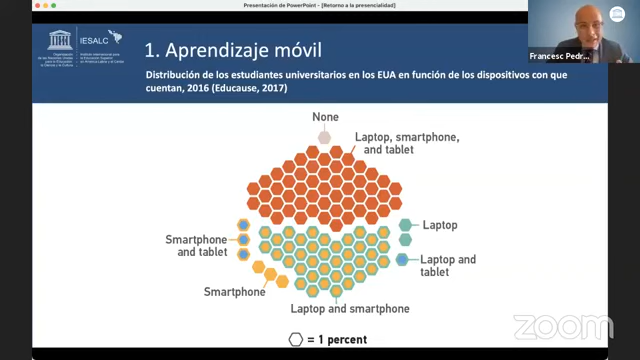 Presentación de PowerPoint - [Retorno a la presencialidad]
unesco
IESALC
1. Aprendizaje móvil
Distribución de los estudiantes universitarios en los EUA en función de los dispositivos con que
cuentan, 2016 (Educause, 2017)
Francesc Pedr...
None
Laptop, smartphone,
and tablet
Laptop
Smartphone
and tablet
Laptop and
tablet
Smartphone
Laptop and smartphone
= 1 percent
zoom